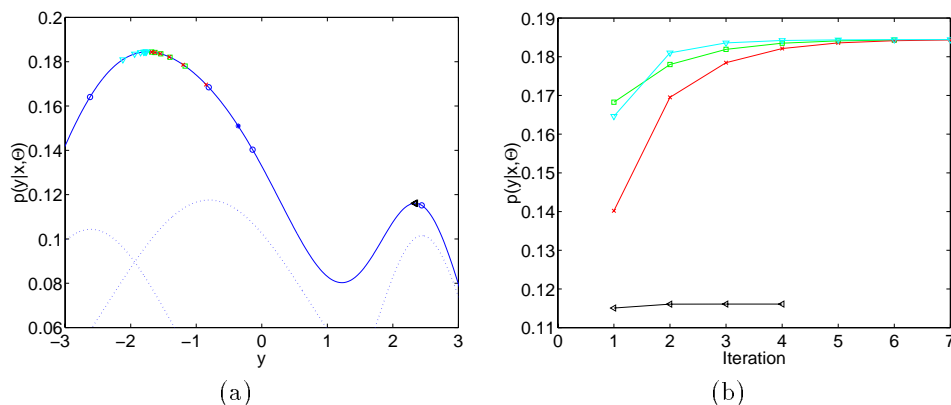 0.2
0.18
0.16
0.14
0.12
0.1
0.08
0.06
p(y|x,Θ)
−3 −2 −1 0 1 2 3
y
(a)
0.19
0.18
0.17
0.16
0.15
0.14
0.13
0.12
0.11
p(y|x,Θ)
0 1 2 3 4 5 6 7
Iteration
(b)